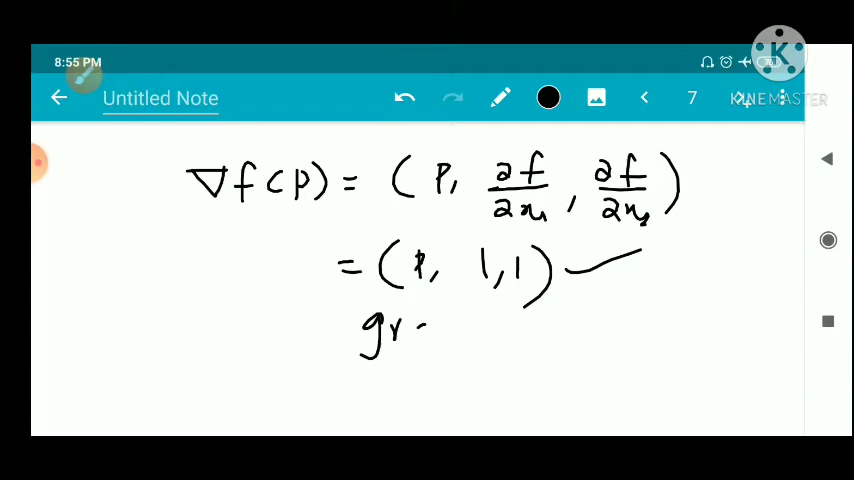 8:55 PM
Untitled Note
7
K
KINEMASTER
∇f(p) = (p, ∂f/∂x₁, ∂f/∂x₂)
= (p, 1, 1)
gr